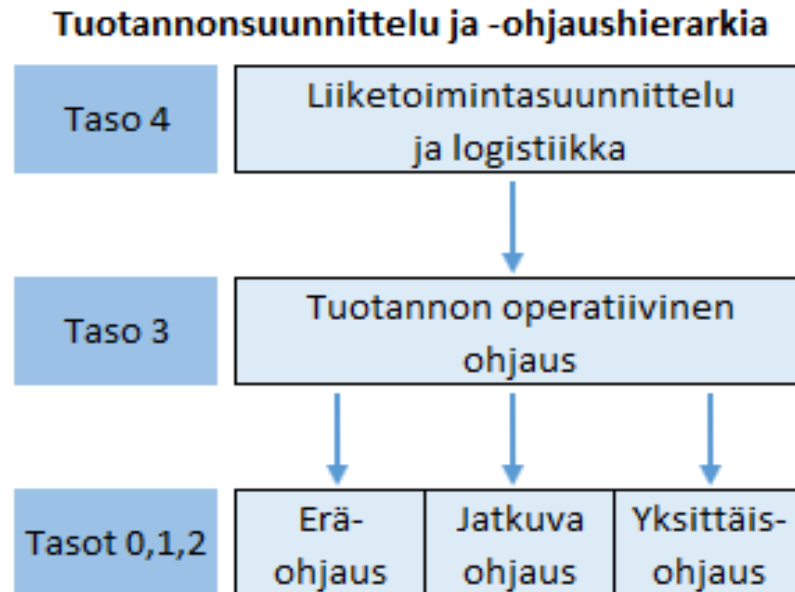 Tuotannonsuunnittelu ja -ohjaushierarkia
Taso 4
Liiketoimintasuunnittelu
ja logistiikka
Taso 3
Tuotannon operatiivinen
ohjaus
Tasot 0,1,2
Erä-
ohjaus
Jatkuva
ohjaus
Yksittäis-
ohjaus